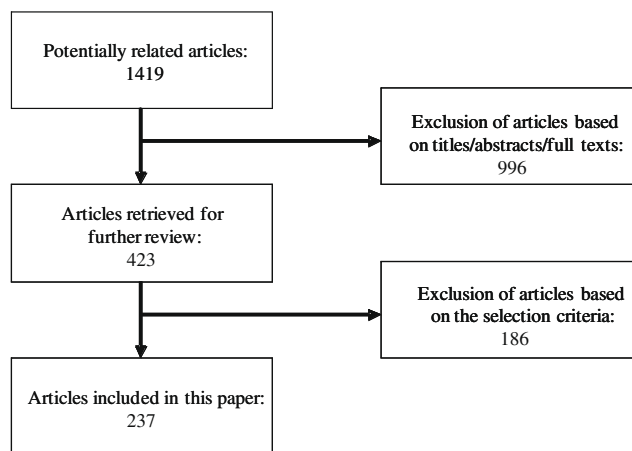 Potentially related articles:
1419
Exclusion of articles based
on titles/abstracts/full texts:
996
Articles retrieved for
further review:
423
Exclusion of articles based
on the selection criteria:
186
Articles included in this paper:
237